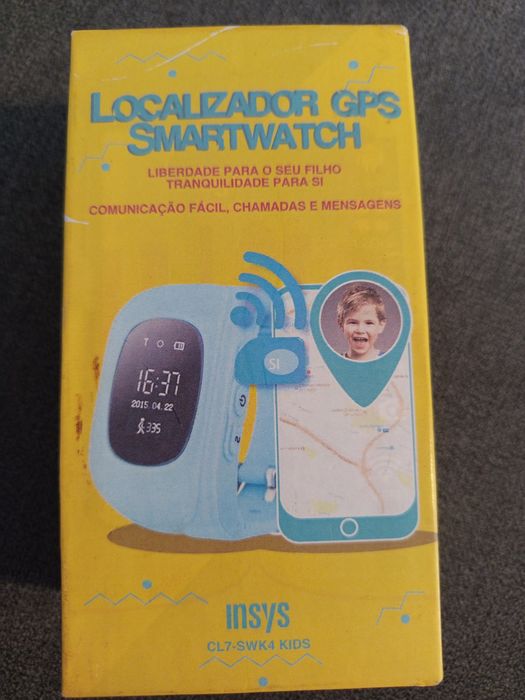 LOCALIZADOR GPS
SMARTWATCH
LIBERDADE PARA O SEU FILHO
TRANQUILIDADE PARA SI
COMUNICAÇÃO FÁCIL, CHAMADAS E MENSAGENS
16:37
2015.04.22
335
SI
S
INSYS
CL7-SWK4 KIDS